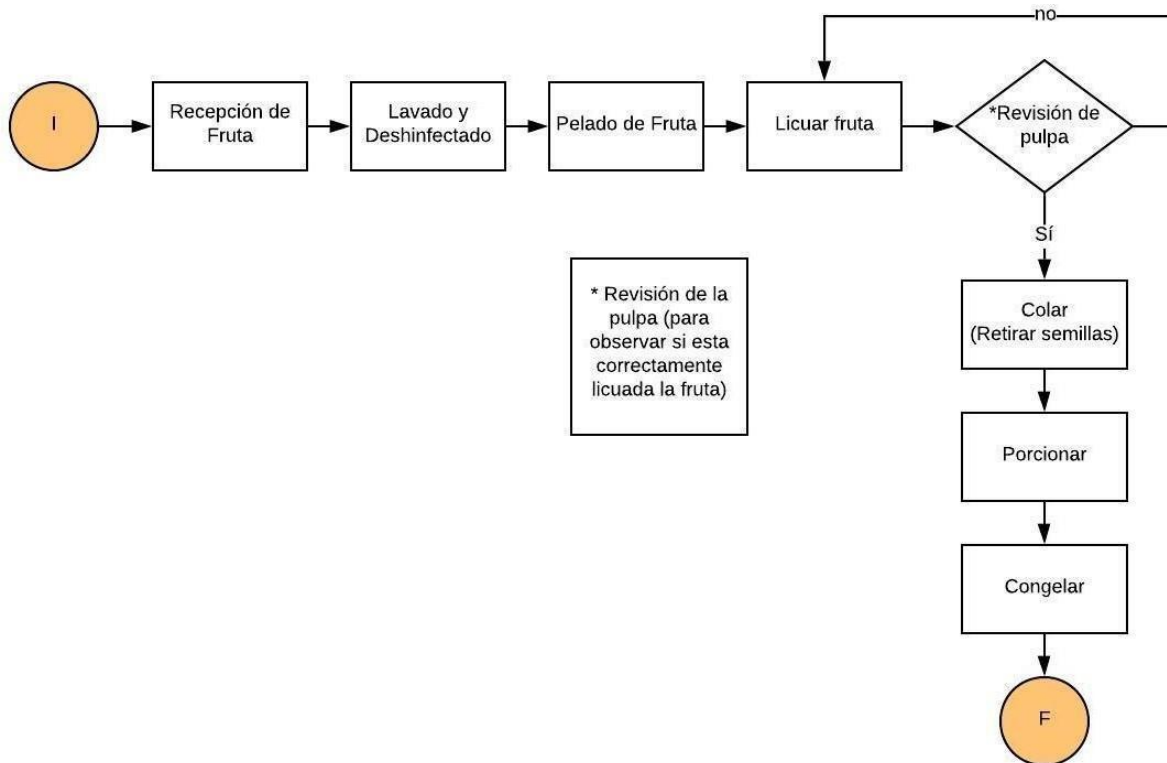 no
I
Recepción de
Fruta
Lavado y
Deshinfectado
Pelado de Fruta
Licuar fruta
*Revisión de
pulpa
Sí
* Revisión de la
pulpa (para
observar si esta
correctamente
licuada la fruta)
Colar
(Retirar semillas)
Porcionar
Congelar
F